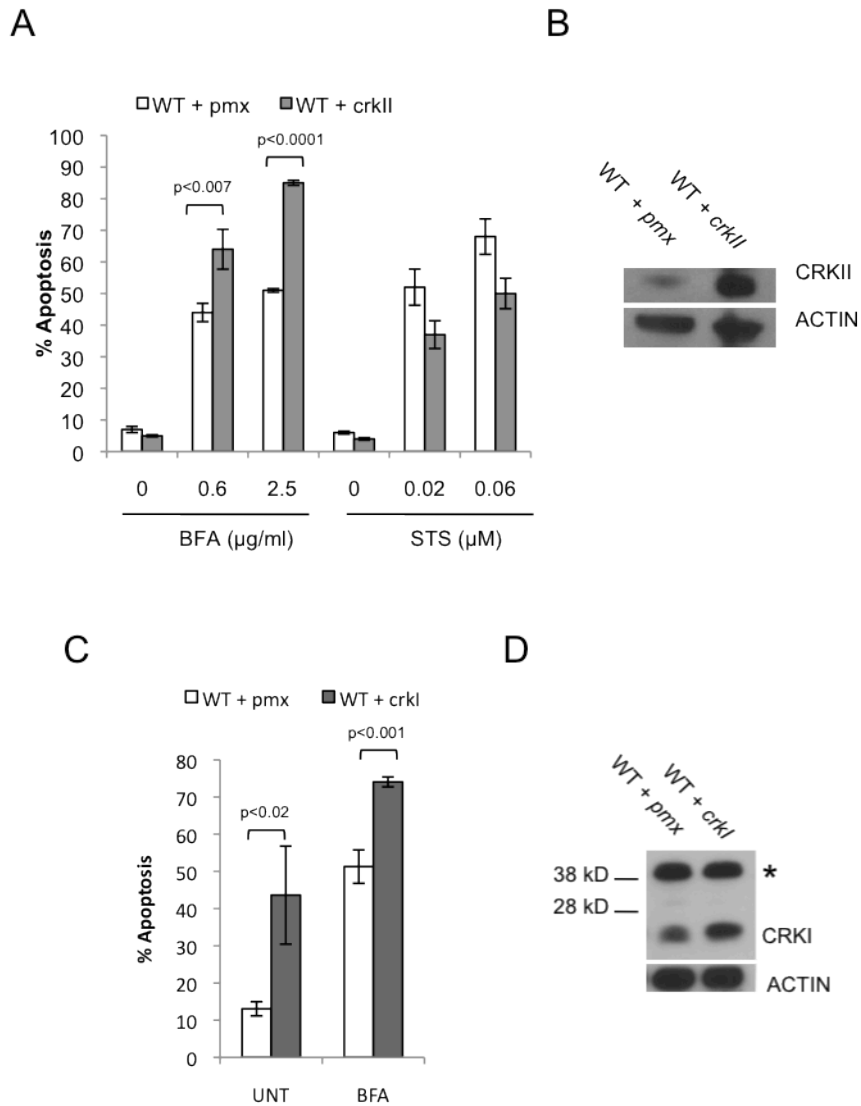 A
B
WT + pmx WT + crkII
p<0.0001
p<0.007
100
90
80
70
60
50
40
30
20
10
0
% Apoptosis
0 0.6 2.5 0 0.02 0.06
BFA (µg/ml) STS (µM)
WT + pmx WT + crkII
CRKII
ACTIN
C
D
WT + pmx WT + crkI
p<0.001
p<0.02
80
70
60
50
40
30
20
10
0
% Apoptosis
UNT BFA
WT + pmx WT + crkI
38 kD *
28 kD
CRKI
ACTIN